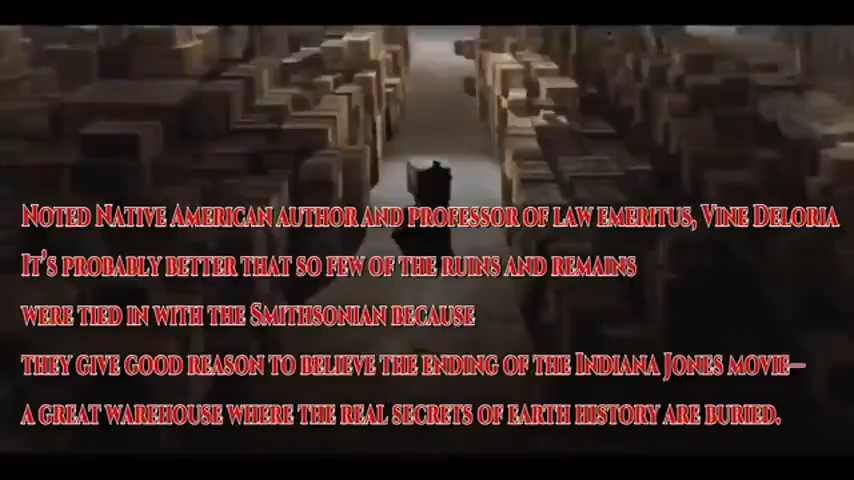 Noted Native American author and professor of law emeritus, Vine Deloria
It's probably better that so few of the ruins and remains
were tied in with the Smithsonian because
they give good reason to believe the ending of the Indiana Jones movie—
a great warehouse where the real secrets of earth history are buried.